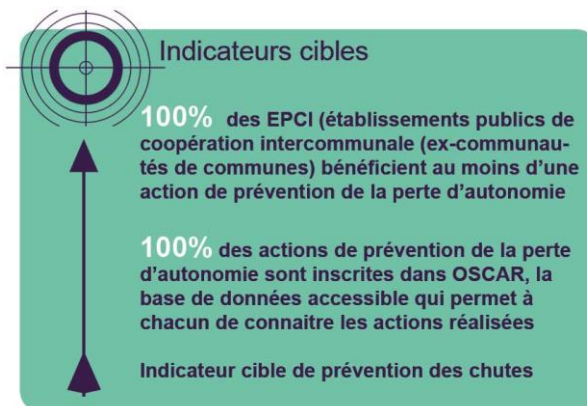 Indicateurs cibles
100% des EPCI (établissements publics de
coopération intercommunale (ex-communau-
tés de communes) bénéficient au moins d’une
action de prévention de la perte d’autonomie
100% des actions de prévention de la perte
d’autonomie sont inscrites dans OSCAR, la
base de données accessible qui permet à
chacun de connaitre les actions réalisées
Indicateur cible de prévention des chutes